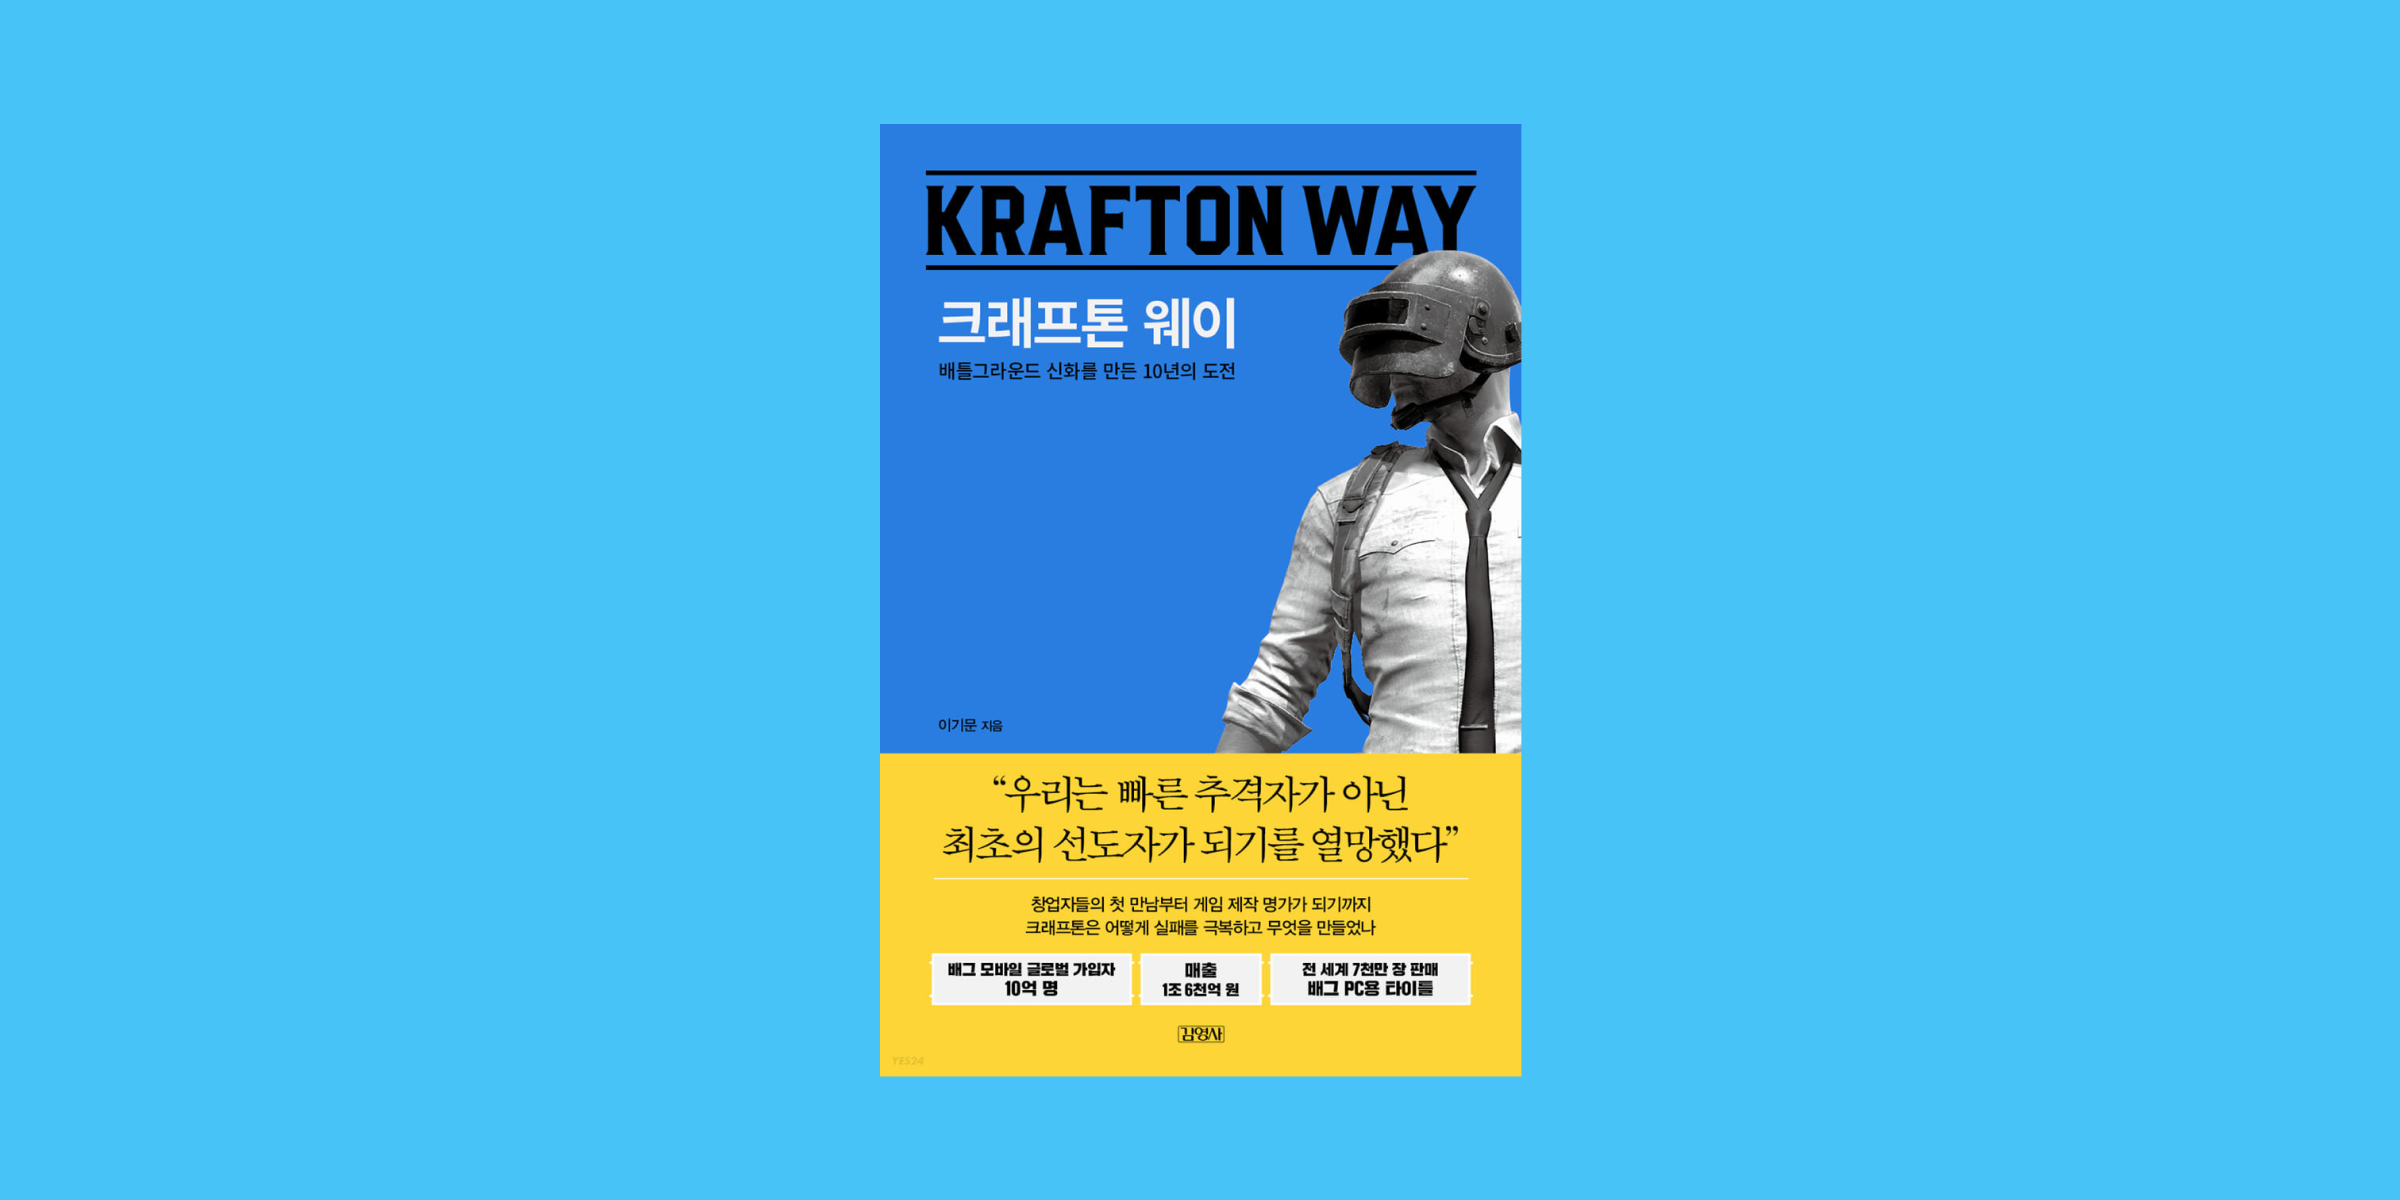 KRAFTON WAY
크래프톤 웨이
배틀그라운드 신화를 만든 10년의 도전
이기문 지음
“우리는 빠른 추격자가 아닌
최초의 선도자가 되기를 열망했다”
창업자들의 첫 만남부터 게임 제작 명가가 되기까지
크래프톤은 어떻게 실패를 극복하고 무엇을 만들었나
배그 모바일 글로벌 가입자
10억 명
매출
1조 6천억 원
전 세계 7천만 장 판매
배그 PC용 타이틀
김영사
YES24